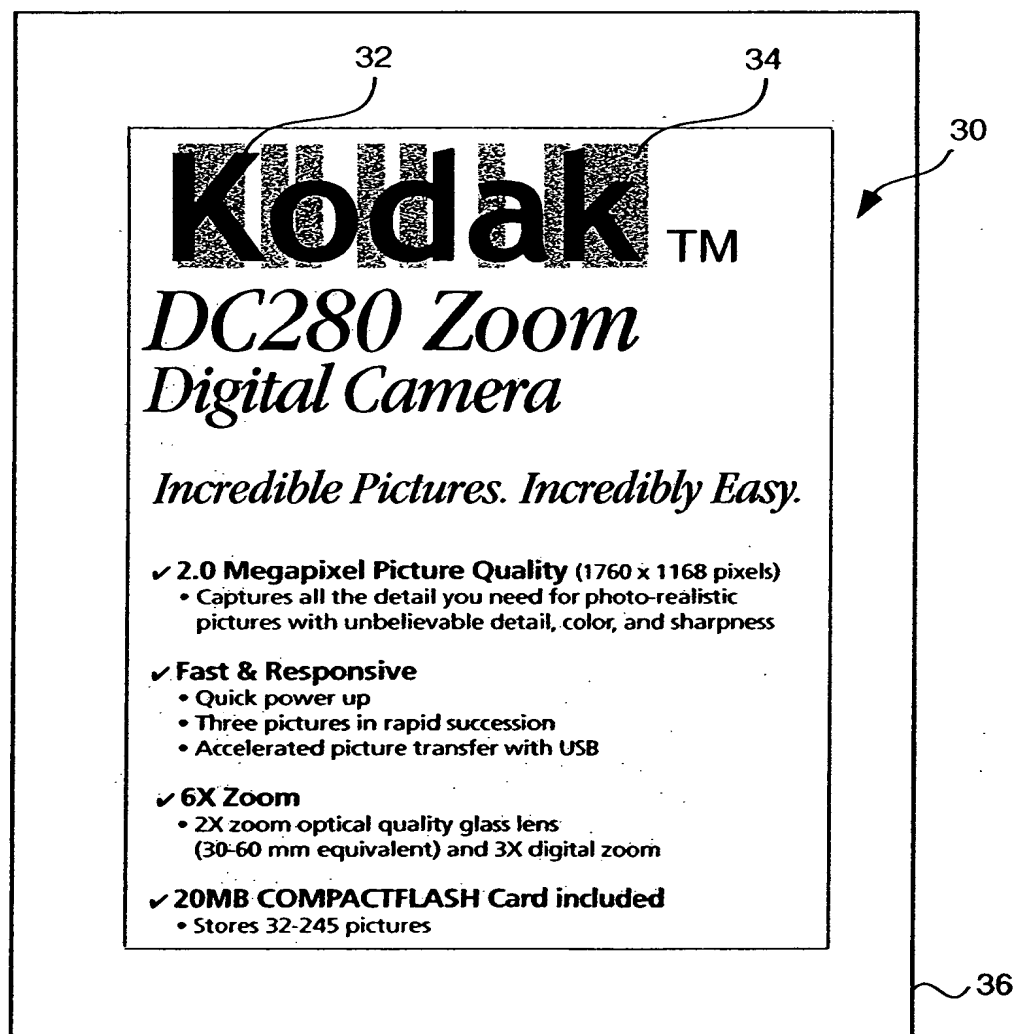 32
34
30
Kodak TM
DC280 Zoom
Digital Camera
Incredible Pictures. Incredibly Easy.
✓ 2.0 Megapixel Picture Quality (1760 x 1168 pixels)
• Captures all the detail you need for photo-realistic
pictures with unbelievable detail, color, and sharpness
✓ Fast & Responsive
• Quick power up
• Three pictures in rapid succession
• Accelerated picture transfer with USB
✓ 6X Zoom
• 2X zoom optical quality glass lens
(30-60 mm equivalent) and 3X digital zoom
✓ 20MB COMPACTFLASH Card included
• Stores 32-245 pictures
36